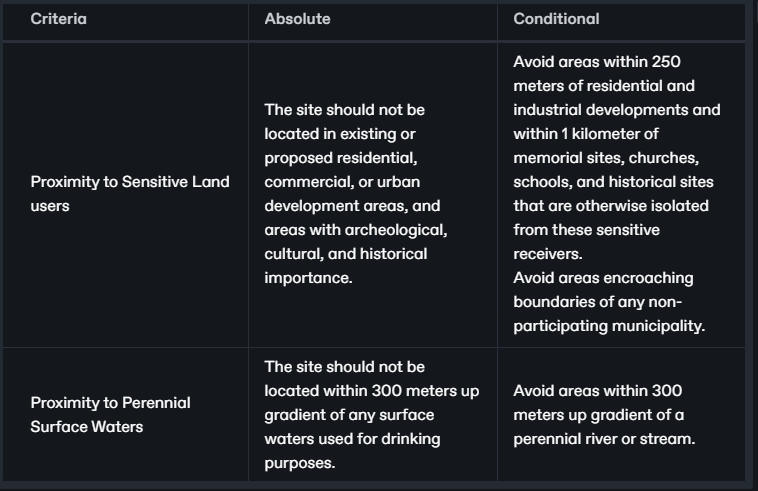 Criteria
Absolute
Conditional
Proximity to Sensitive Land
users
The site should not be
located in existing or
proposed residential,
commercial, or urban
development areas, and
areas with archeological,
cultural, and historical
importance.
Avoid areas within 250
meters of residential and
industrial developments and
within 1 kilometer of
memorial sites, churches,
schools, and historical sites
that are otherwise isolated
from these sensitive
receivers.
Avoid areas encroaching
boundaries of any non-
participating municipality.
Proximity to Perennial
Surface Waters
The site should not be
located within 300 meters up
gradient of any surface
waters used for drinking
purposes.
Avoid areas within 300
meters up gradient of a
perennial river or stream.